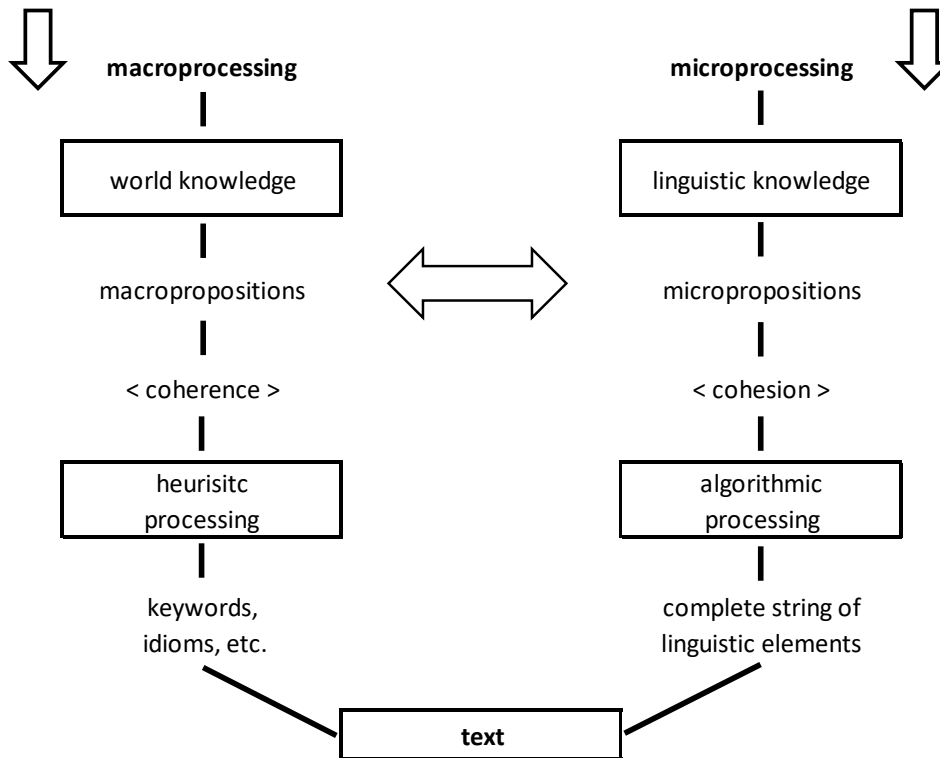 macroprocessing
microprocessing
world knowledge
linguistic knowledge
macropropositions
micropropositions
< coherence >
< cohesion >
heurisitc
processing
algorithmic
processing
keywords,
idioms, etc.
complete string of
linguistic elements
text